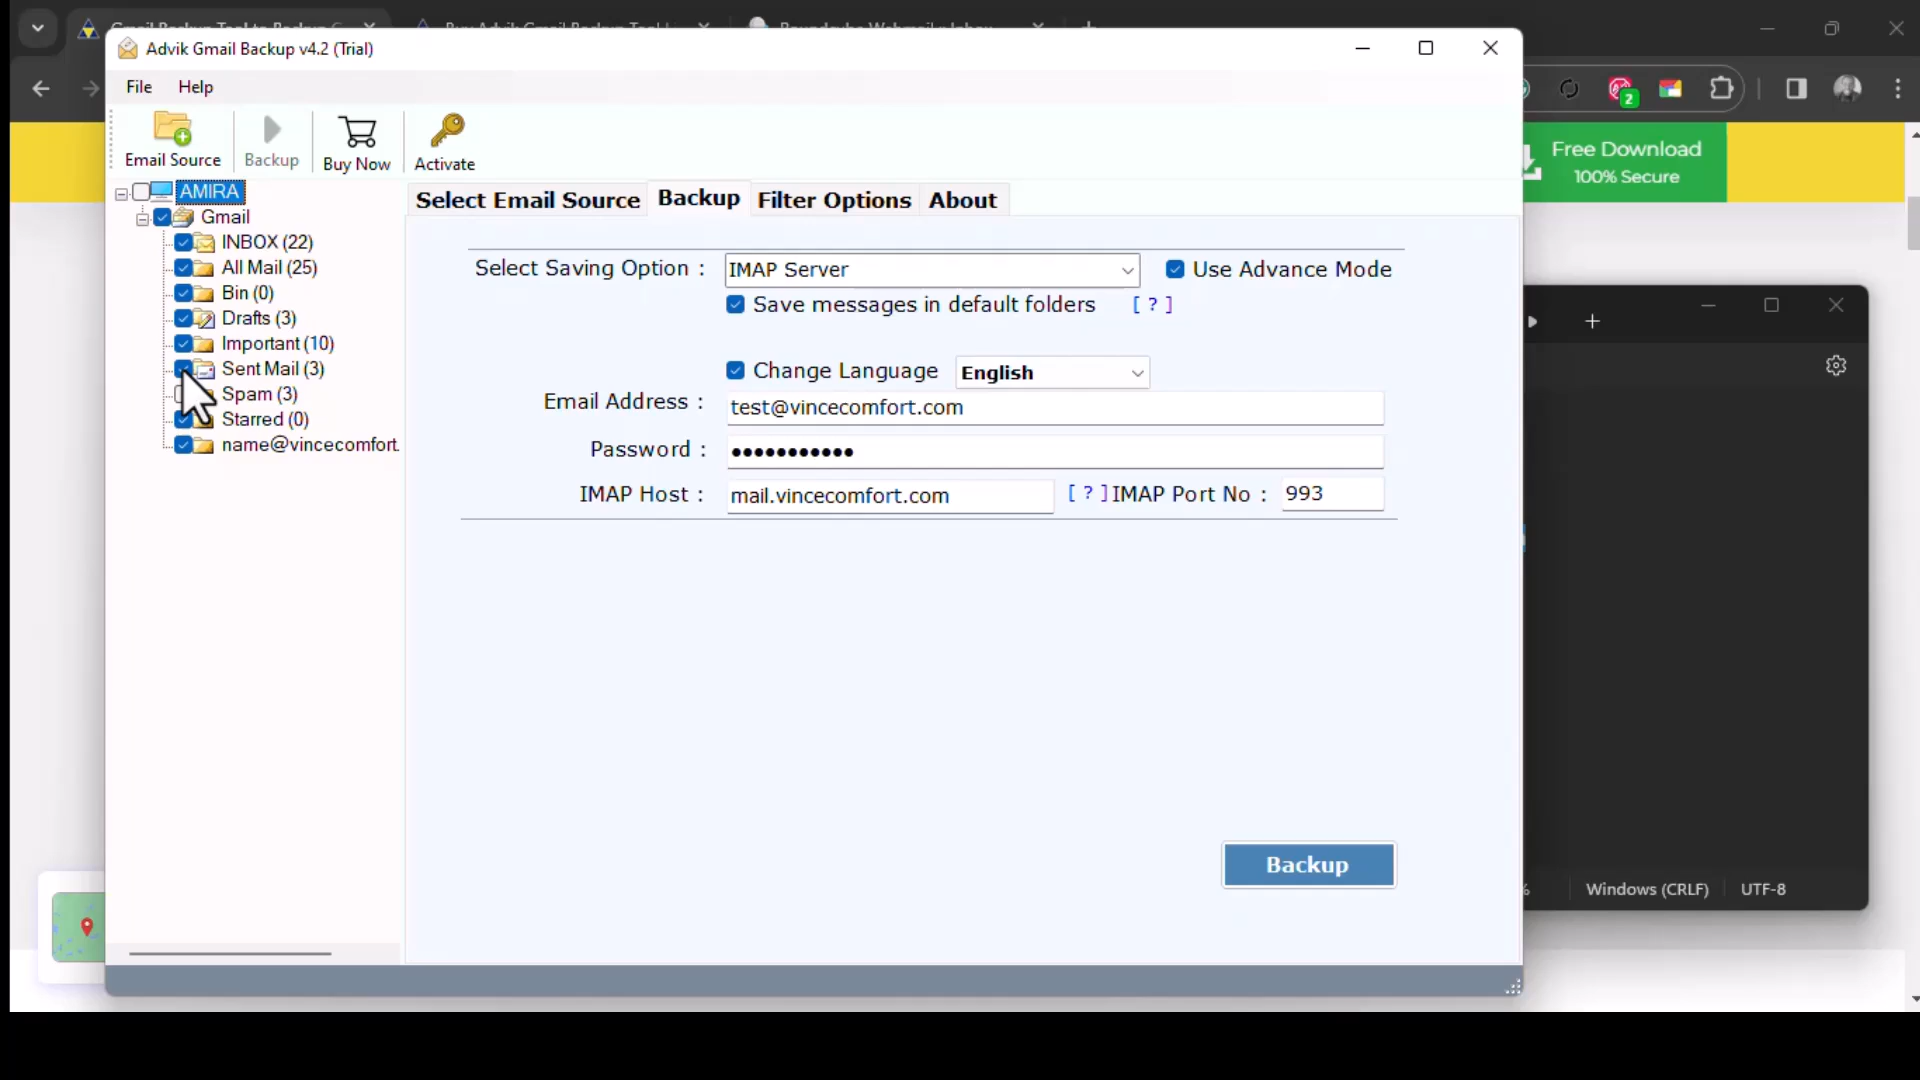 Advik Gmail Backup v4.2 (Trial)
File Help
Email Source Backup Buy Now Activate
Free Download
100% Secure
AMIRA
Gmail
INBOX (22)
All Mail (25)
Bin (0)
Drafts (3)
Important (10)
Sent Mail (3)
Spam (3)
Starred (0)
name@vincecomfort.
Select Email Source Backup Filter Options About
Select Saving Option : IMAP Server Use Advance Mode
Save messages in default folders [ ? ]
Change Language English
Email Address : test@vincecomfort.com
Password : •••••••••••
IMAP Host : mail.vincecomfort.com [ ? ] IMAP Port No : 993
Backup
2
Windows (CRLF) UTF-8